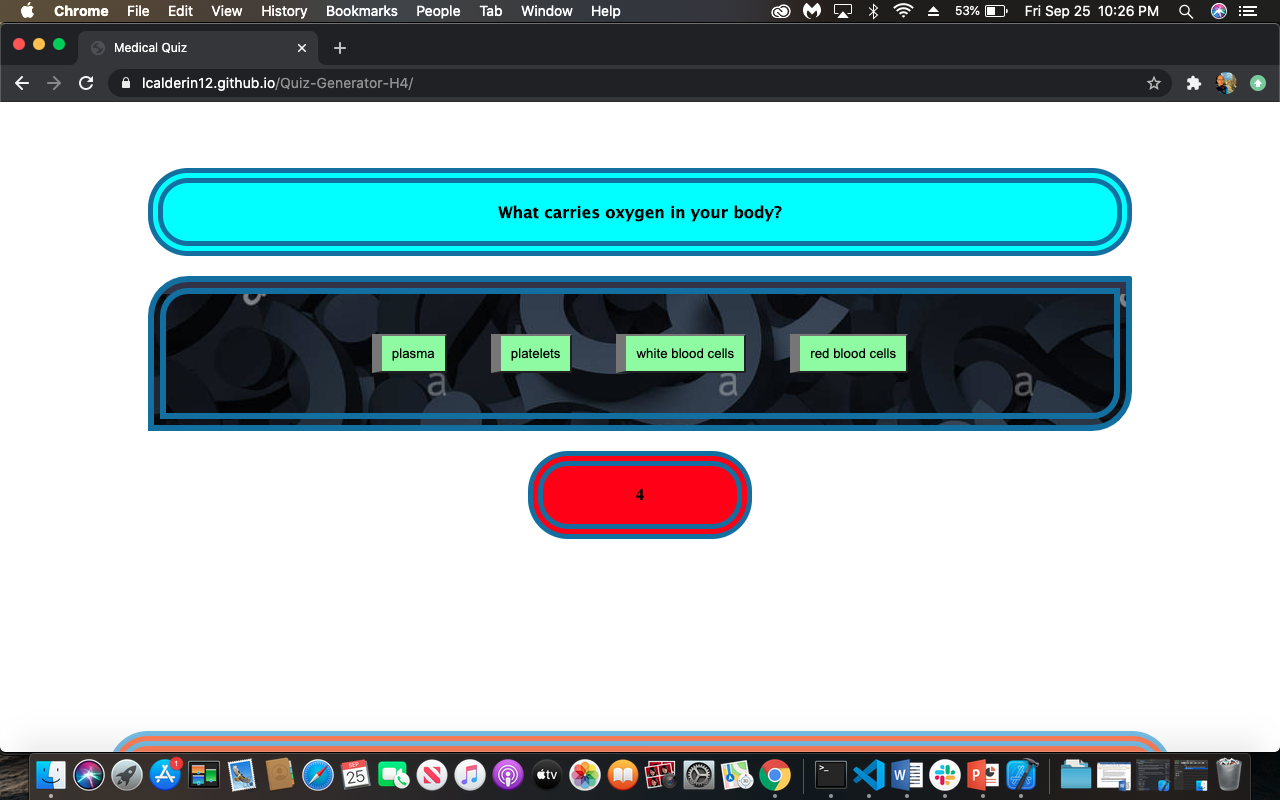 Chrome File Edit View History Bookmarks People Tab Window Help 53% Fri Sep 25 10:26 PM
Medical Quiz
lcalderin12.github.io/Quiz-Generator-H4/
What carries oxygen in your body?
a a
plasma platelets white blood cells red blood cells
a a a
4
1
SEP
25
tv